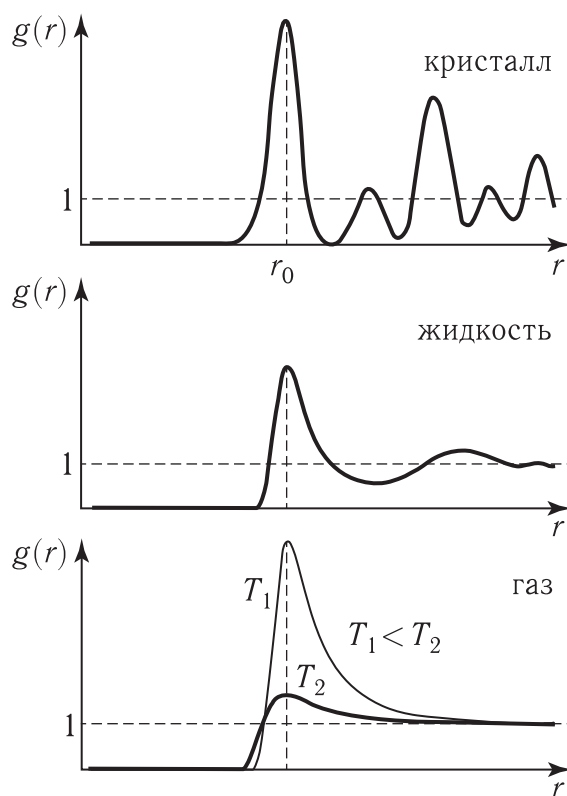 g(r)
кристалл
1
r₀
r
g(r)
жидкость
1
r
g(r)
газ
T₁
T₁ < T₂
T₂
1
r